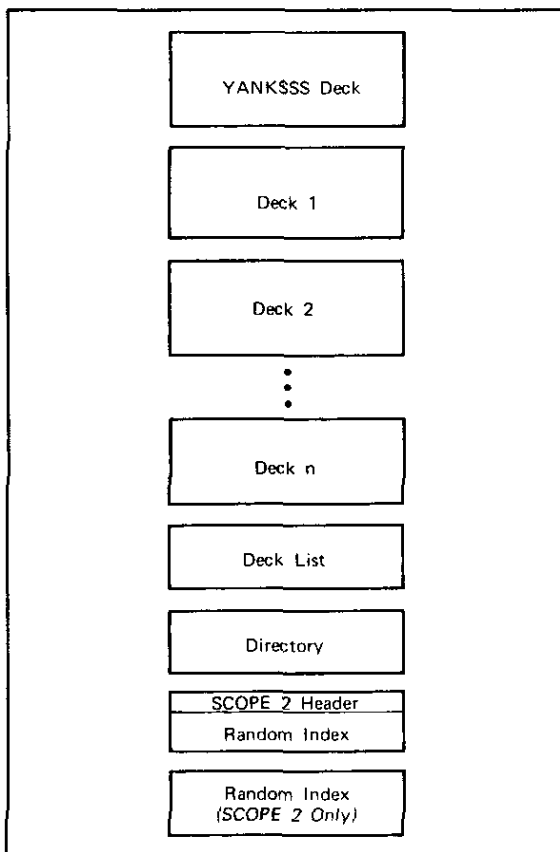 YANK$SS Deck
Deck 1
Deck 2
Deck n
Deck List
Directory
SCOPE 2 Header
Random Index
Random Index
(SCOPE 2 Only)